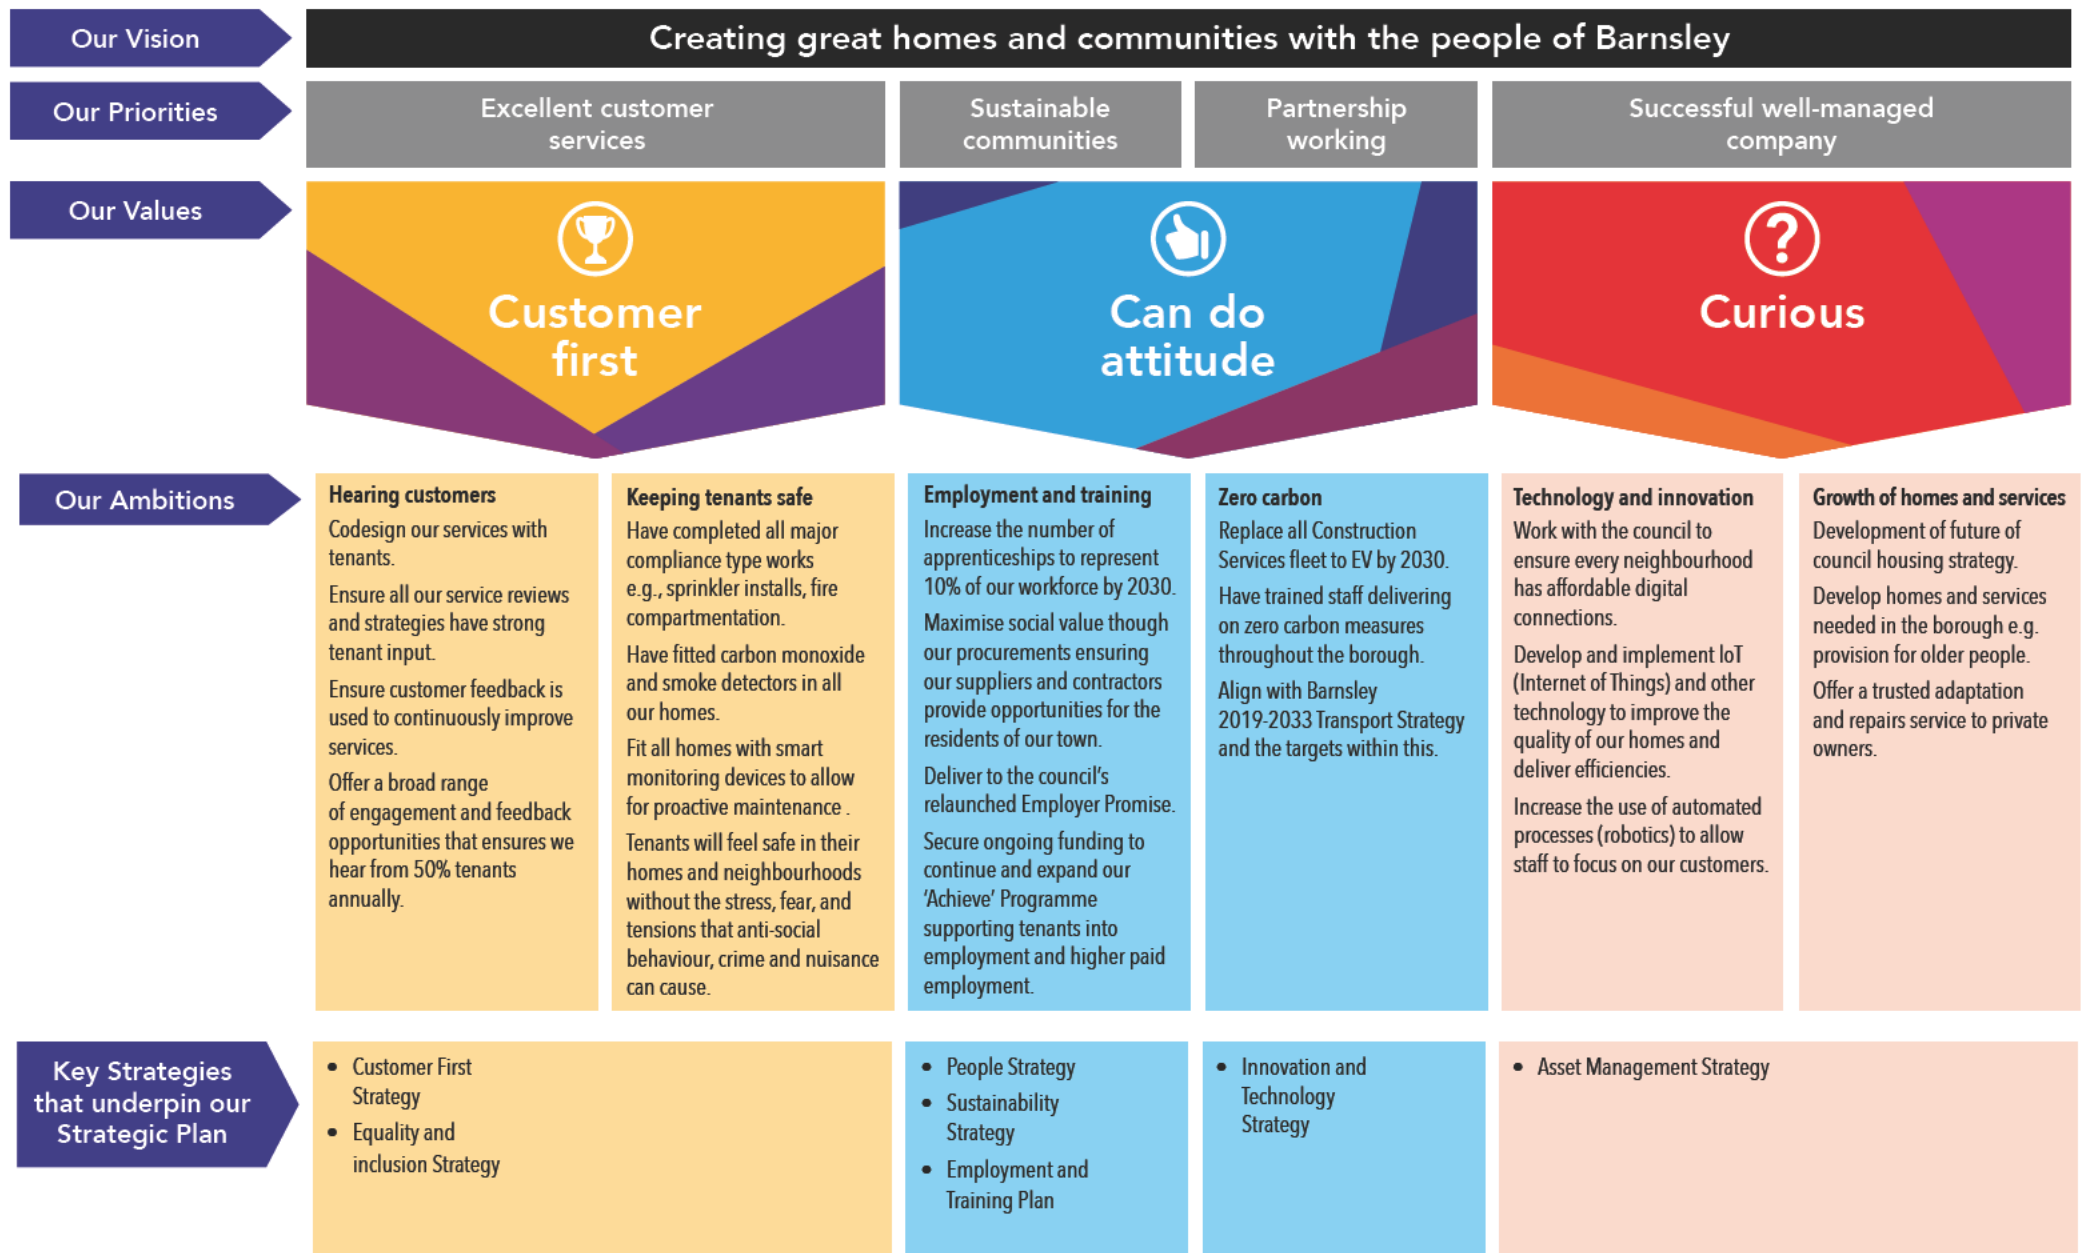 Our Vision
Creating great homes and communities with the people of Barnsley
Our Priorities
Excellent customer
services
Sustainable
communities
Partnership
working
Successful well-managed
company
Our Values
Customer
first
Can do
attitude
Curious
Our Ambitions
Hearing customers
Codesign our services with
tenants.
Ensure all our service reviews
and strategies have strong
tenant input.
Ensure customer feedback is
used to continuously improve
services.
Offer a broad range
of engagement and feedback
opportunities that ensures we
hear from 50% tenants
annually.
Keeping tenants safe
Have completed all major
compliance type works
e.g., sprinkler installs, fire
compartmentation.
Have fitted carbon monoxide
and smoke detectors in all
our homes.
Fit all homes with smart
monitoring devices to allow
for proactive maintenance .
Tenants will feel safe in their
homes and neighbourhoods
without the stress, fear, and
tensions that anti-social
behaviour, crime and nuisance
can cause.
Employment and training
Increase the number of
apprenticeships to represent
10% of our workforce by 2030.
Maximise social value though
our procurements ensuring
our suppliers and contractors
provide opportunities for the
residents of our town.
Deliver to the council’s
relaunched Employer Promise.
Secure ongoing funding to
continue and expand our
‘Achieve’ Programme
supporting tenants into
employment and higher paid
employment.
Zero carbon
Replace all Construction
Services fleet to EV by 2030.
Have trained staff delivering
on zero carbon measures
throughout the borough.
Align with Barnsley
2019-2033 Transport Strategy
and the targets within this.
Technology and innovation
Work with the council to
ensure every neighbourhood
has affordable digital
connections.
Develop and implement IoT
(Internet of Things) and other
technology to improve the
quality of our homes and
deliver efficiencies.
Increase the use of automated
processes (robotics) to allow
staff to focus on our customers.
Growth of homes and services
Development of future of
council housing strategy.
Develop homes and services
needed in the borough e.g.
provision for older people.
Offer a trusted adaptation
and repairs service to private
owners.
Key Strategies
that underpin our
Strategic Plan
• Customer First
Strategy
• Equality and
inclusion Strategy
• People Strategy
• Sustainability
Strategy
• Employment and
Training Plan
• Innovation and
Technology
Strategy
• Asset Management Strategy